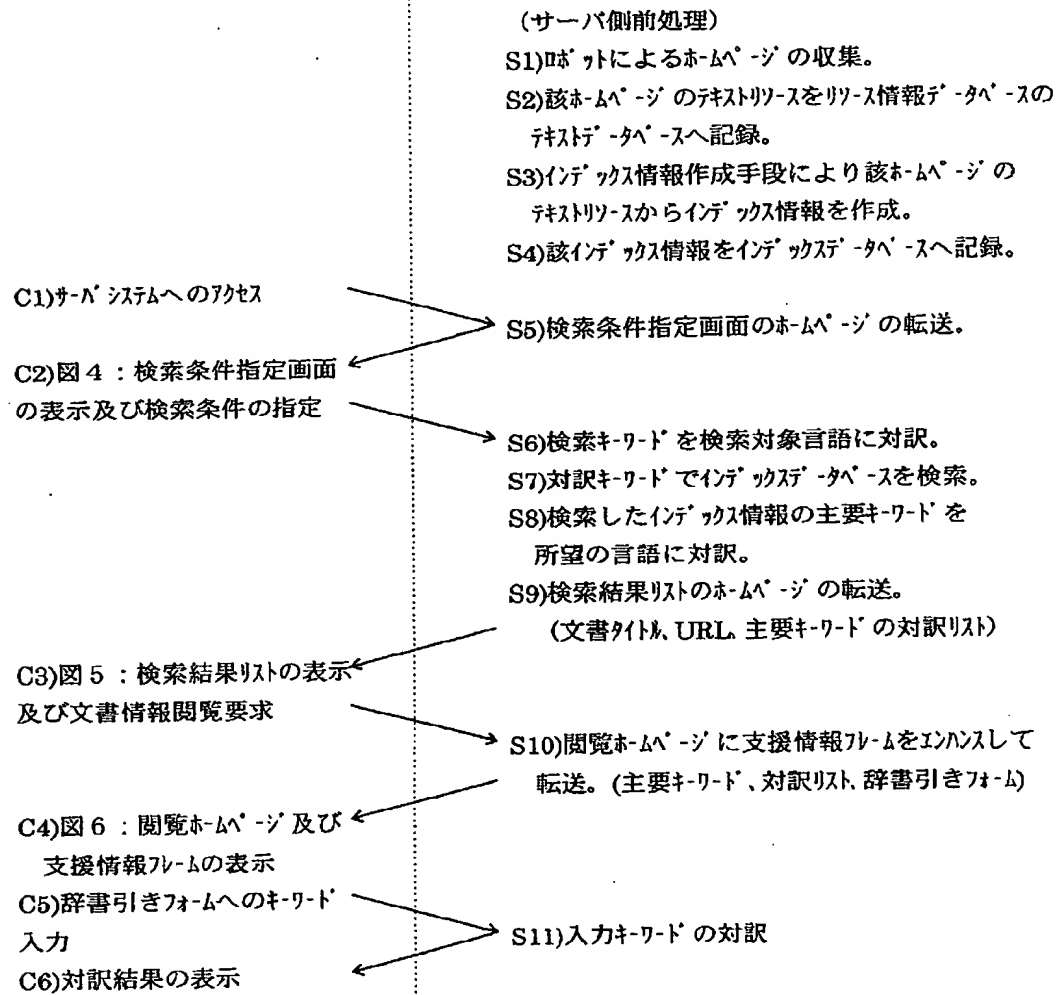 (サーバ側前処理)
S1)ﾛﾎﾞｯﾄによるﾎｰﾑﾍﾟｰｼﾞの収集。
S2)該ﾎｰﾑﾍﾟｰｼﾞのﾃｷｽﾄﾘｿｰｽをﾘｿｰｽ情報ﾃﾞｰﾀﾍﾞｰｽの
ﾃｷｽﾄﾃﾞｰﾀﾍﾞｰｽへ記録。
S3)ｲﾝﾃﾞｯｸｽ情報作成手段により該ﾎｰﾑﾍﾟｰｼﾞの
ﾃｷｽﾄﾘｿｰｽからｲﾝﾃﾞｯｸｽ情報を作成。
S4)該ｲﾝﾃﾞｯｸｽ情報をｲﾝﾃﾞｯｸｽﾃﾞｰﾀﾍﾞｰｽへ記録。
C1)ｻｰﾊﾞｼｽﾃﾑへのｱｸｾｽ
S5)検索条件指定画面のﾎｰﾑﾍﾟｰｼﾞの転送。
C2)図4:検索条件指定画面
の表示及び検索条件の指定
S6)検索ｷｰﾜｰﾄﾞを検索対象言語に対訳。
S7)対訳ｷｰﾜｰﾄﾞでｲﾝﾃﾞｯｸｽﾃﾞｰﾀﾍﾞｰｽを検索。
S8)検索したｲﾝﾃﾞｯｸｽ情報の主要ｷｰﾜｰﾄﾞを
所望の言語に対訳。
S9)検索結果ﾘｽﾄのﾎｰﾑﾍﾟｰｼﾞの転送。
(文書ﾀｲﾄﾙ、URL、主要ｷｰﾜｰﾄﾞの対訳ﾘｽﾄ)
C3)図5:検索結果ﾘｽﾄの表示
及び文書情報閲覧要求
S10)閲覧ﾎｰﾑﾍﾟｰｼﾞに支援情報ﾌﾚｰﾑをｴﾝﾊﾝｽして
転送。(主要ｷｰﾜｰﾄﾞ、対訳ﾘｽﾄ、辞書引きﾌｫｰﾑ)
C4)図6:閲覧ﾎｰﾑﾍﾟｰｼﾞ及び
支援情報ﾌﾚｰﾑの表示
C5)辞書引きﾌｫｰﾑへのｷｰﾜｰﾄﾞ
入力
S11)入力ｷｰﾜｰﾄﾞの対訳
C6)対訳結果の表示